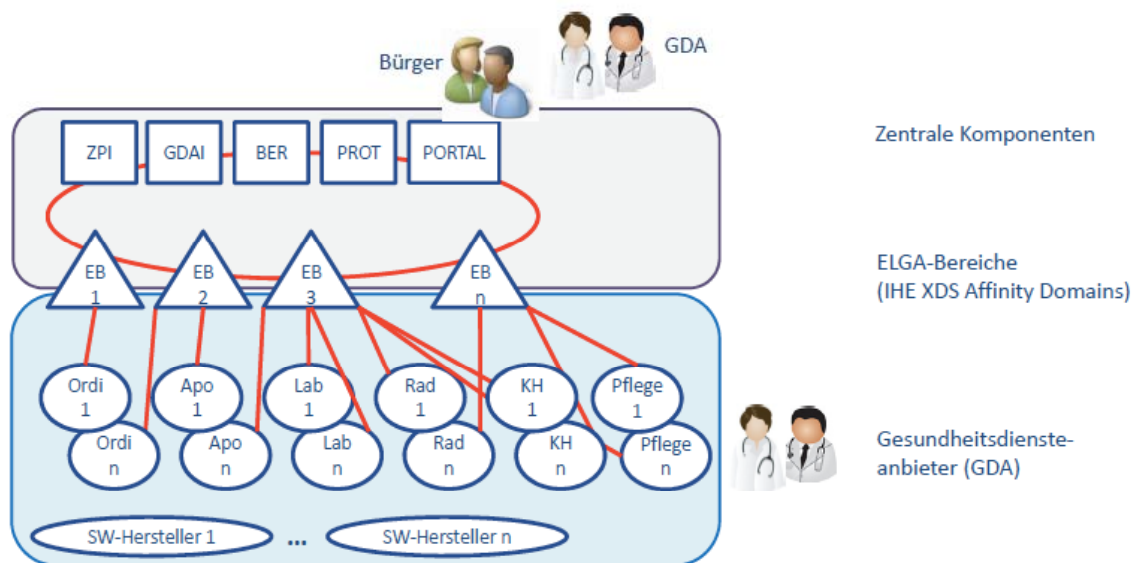 Bürger
GDA
ZPI
GDAI
BER
PROT
PORTAL
Zentrale Komponenten
EB
1
EB
2
EB
3
EB
n
ELGA-Bereiche
(IHE XDS Affinity Domains)
Ordi
1
Apo
1
Lab
1
Rad
1
KH
1
Pflege
1
Ordi
n
Apo
n
Lab
n
Rad
n
KH
n
Pflege
n
Gesundheitsdienste-
anbieter (GDA)
SW-Hersteller 1
...
SW-Hersteller n